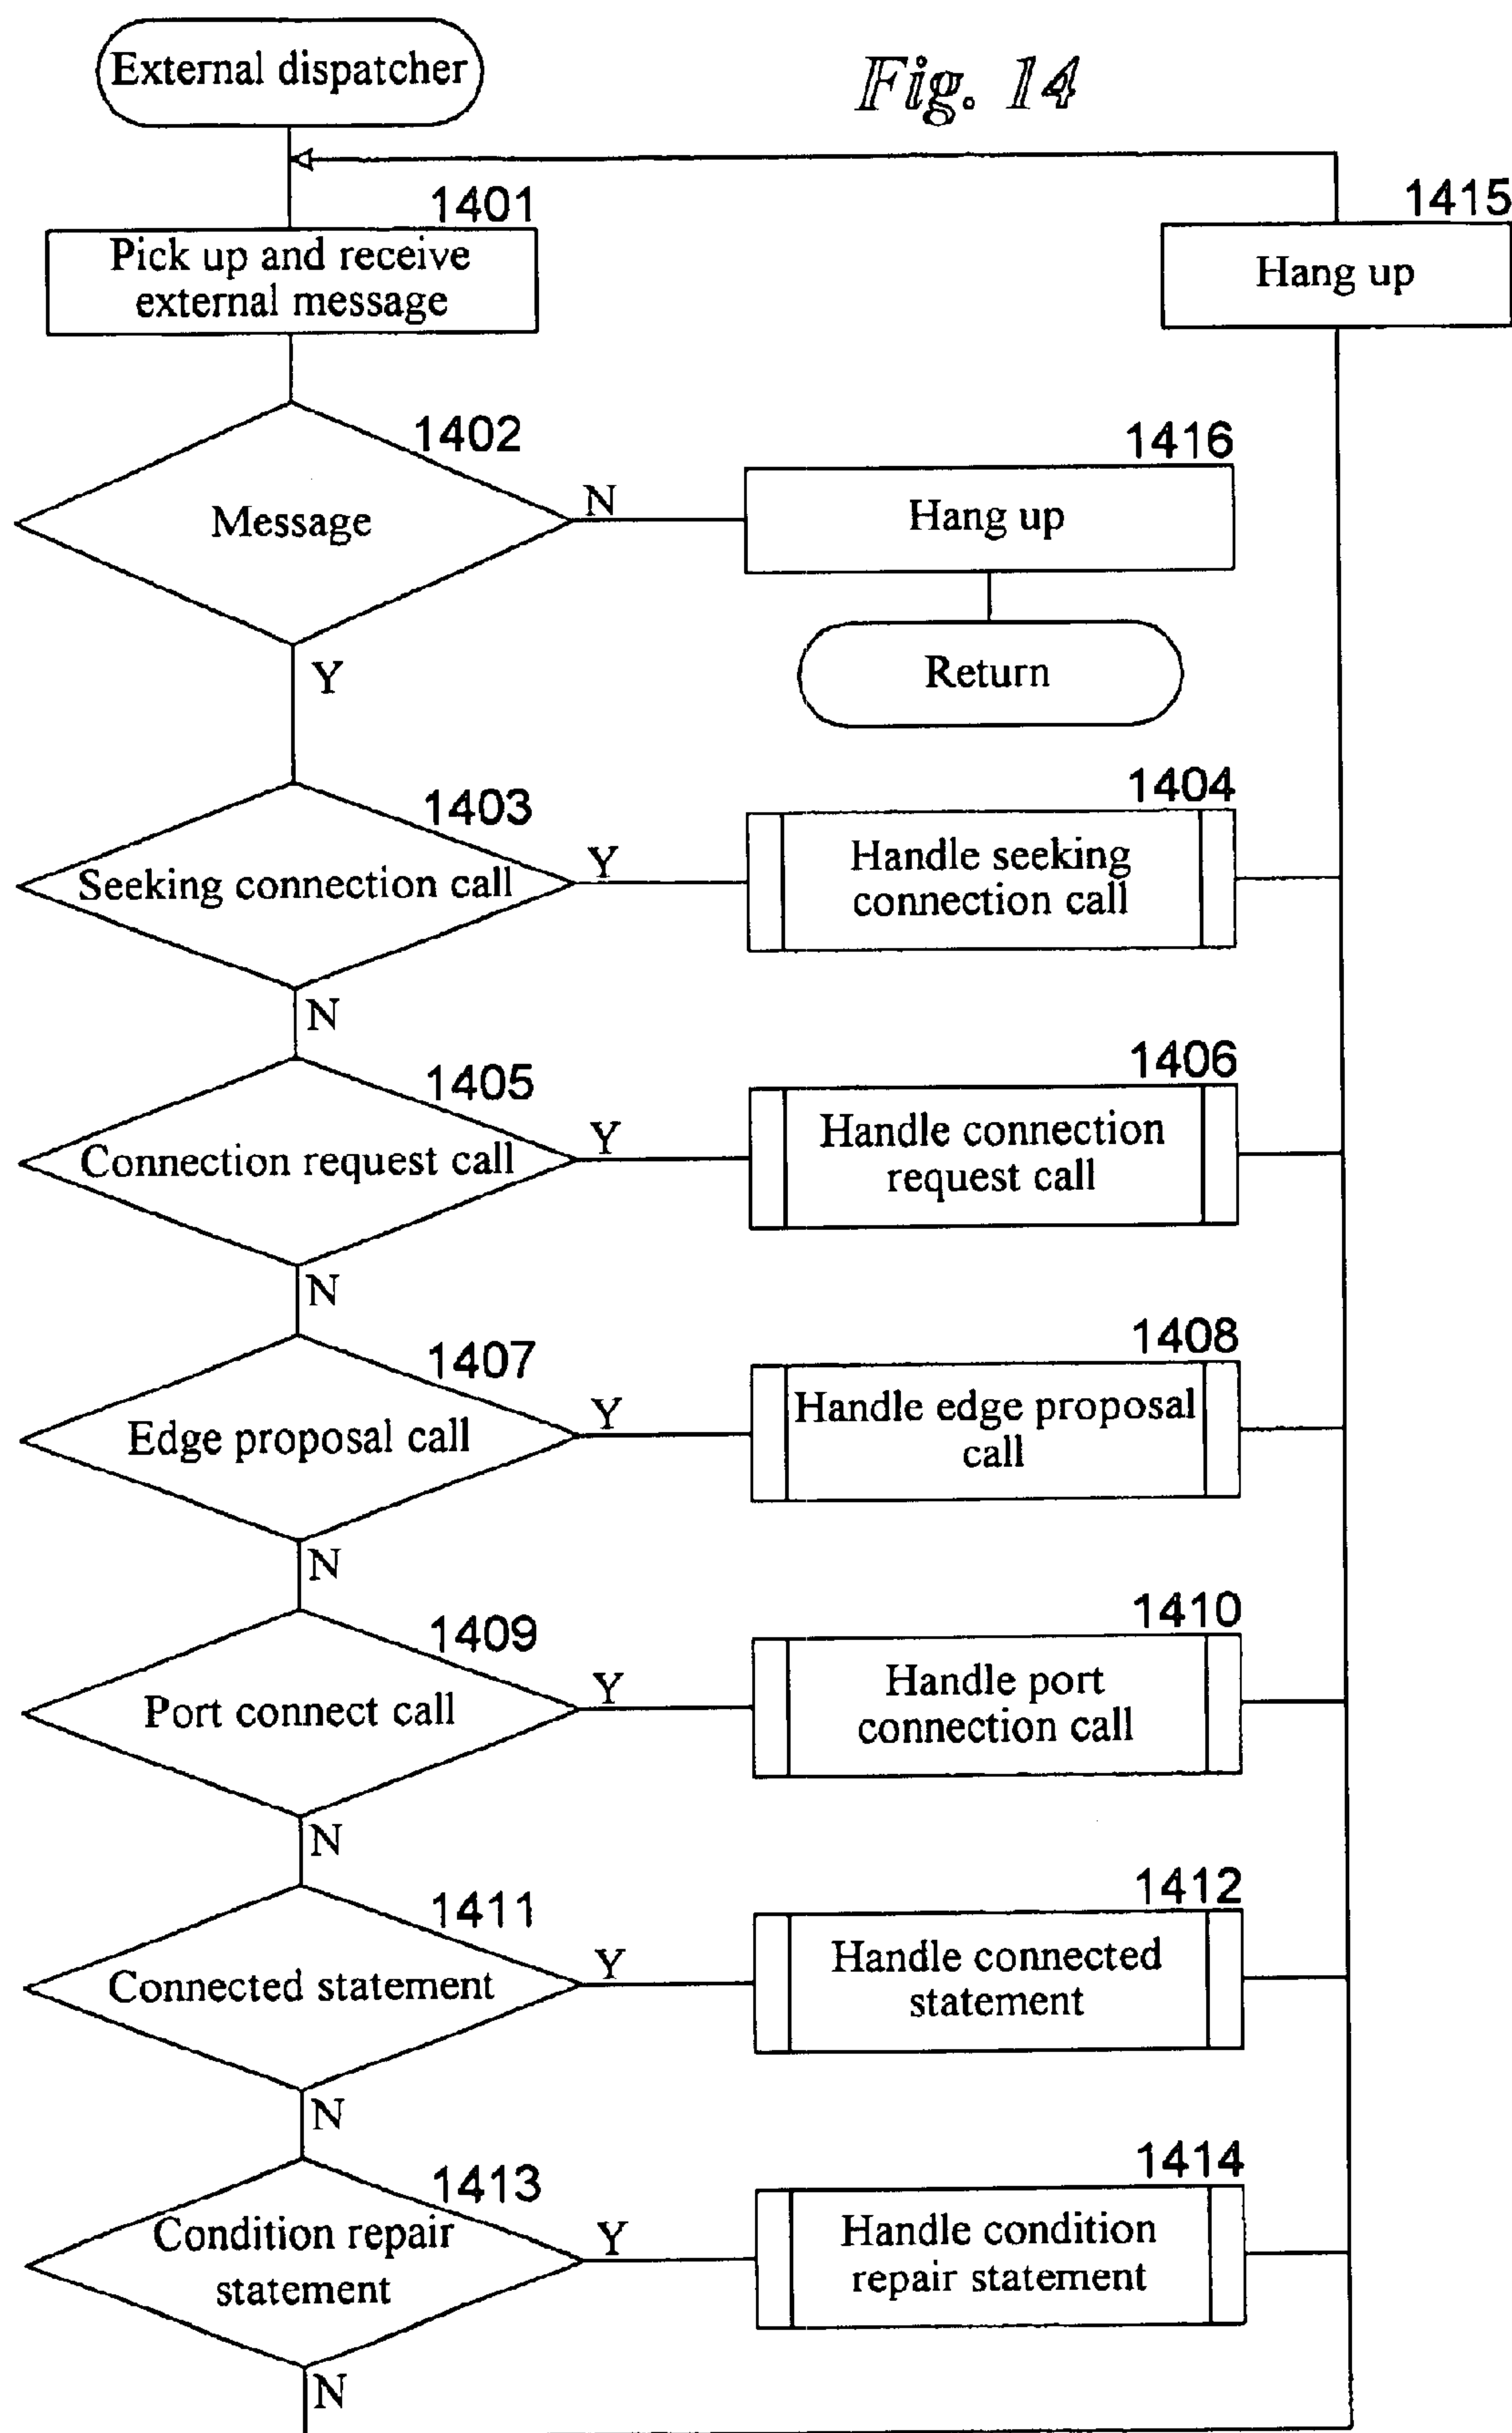 External dispatcher
Fig. 14
1401
Pick up and receive
external message
1415
Hang up
1402
Message
N
1416
Hang up
Y
Return
1403
Seeking connection call
Y
1404
Handle seeking
connection call
N
1405
Connection request call
Y
1406
Handle connection
request call
N
1407
Edge proposal call
Y
1408
Handle edge proposal
call
N
1409
Port connect call
Y
1410
Handle port
connection call
N
1411
Connected statement
Y
1412
Handle connected
statement
N
1413
Condition repair
statement
Y
1414
Handle condition
repair statement
N